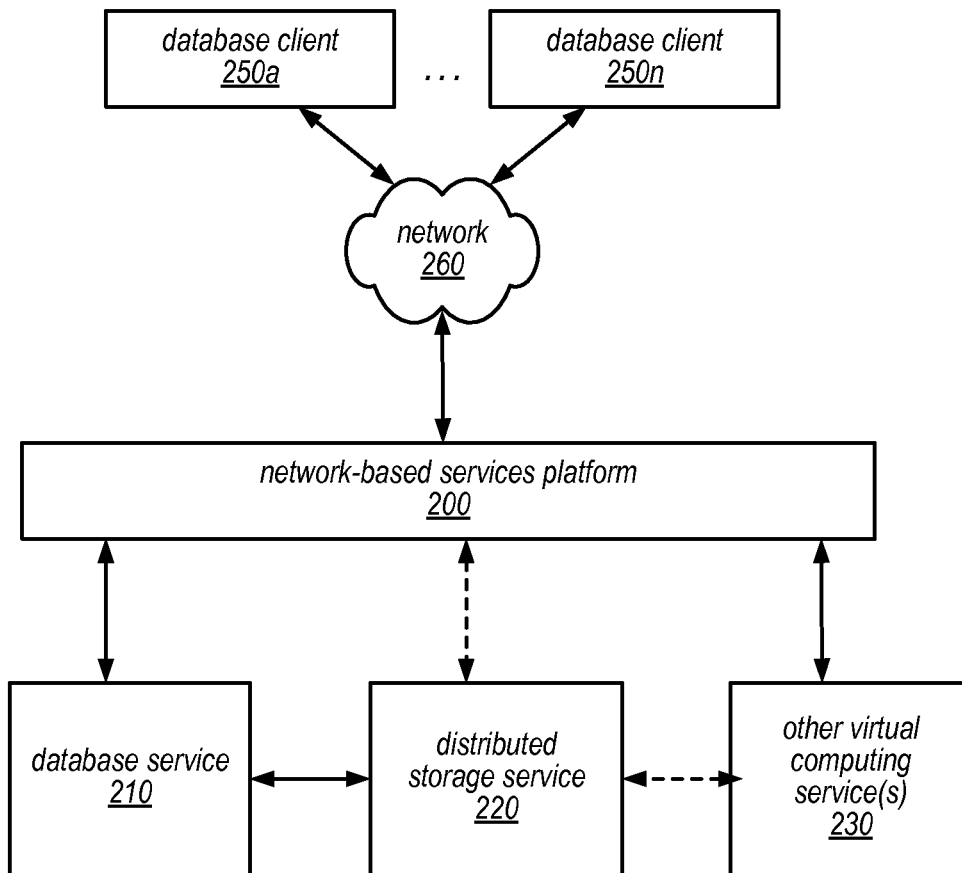 database client
250a
...
database client
250n
network
260
network-based services platform
200
database service
210
distributed
storage service
220
other virtual
computing
service(s)
230